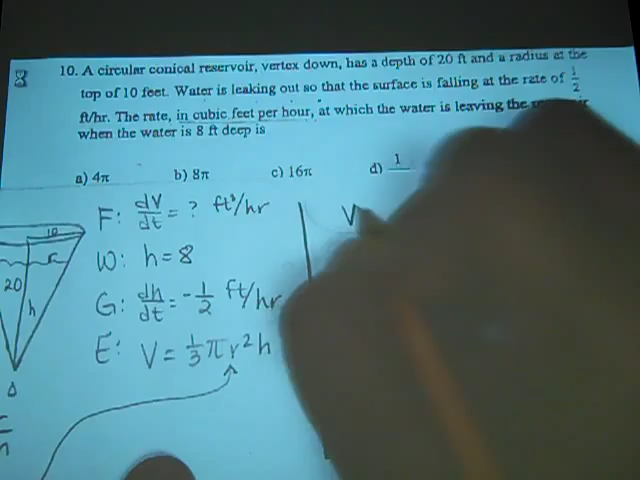 8
10. A circular conical reservoir, vertex down, has a depth of 20 ft and a radius at the
top of 10 feet. Water is leaking out so that the surface is falling at the rate of 1/2
ft/hr. The rate, in cubic feet per hour, at which the water is leaving the
when the water is 8 ft deep is
a) 4π b) 8π c) 16π d) 1
F: dV/dt = ? ft³/hr
V
W: h = 8
G: dh/dt = -1/2 ft/hr
E: V = 1/3 πr²h
10
r
20
h